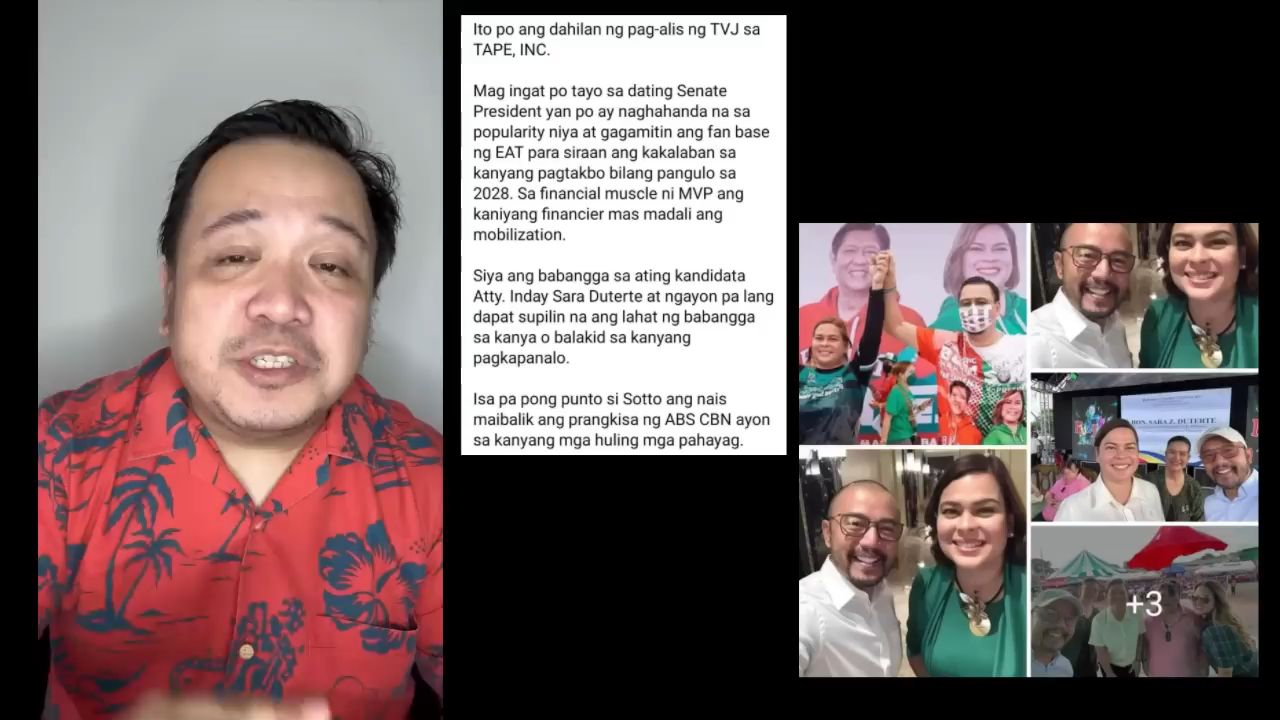 Ito po ang dahilan ng pag-alis ng TVJ sa
TAPE, INC.
Mag ingat po tayo sa dating Senate
President yan po ay naghahanda na sa
popularity niya at gagamitin ang fan base
ng EAT para siraan ang kakalaban sa
kanyang pagtakbo bilang pangulo sa
2028. Sa financial muscle ni MVP ang
kaniyang financier mas madali ang
mobilization.
Siya ang babangga sa ating kandidata
Atty. Inday Sara Duterte at ngayon pa lang
dapat supilin na ang lahat ng babangga
sa kanya o balakid sa kanyang
pagkapanalo.
Isa pa pong punto si Sotto ang nais
maibalik ang prangkisa ng ABS CBN ayon
sa kanyang mga huling mga pahayag.
HON. SARA Z. DUTERTE
+3